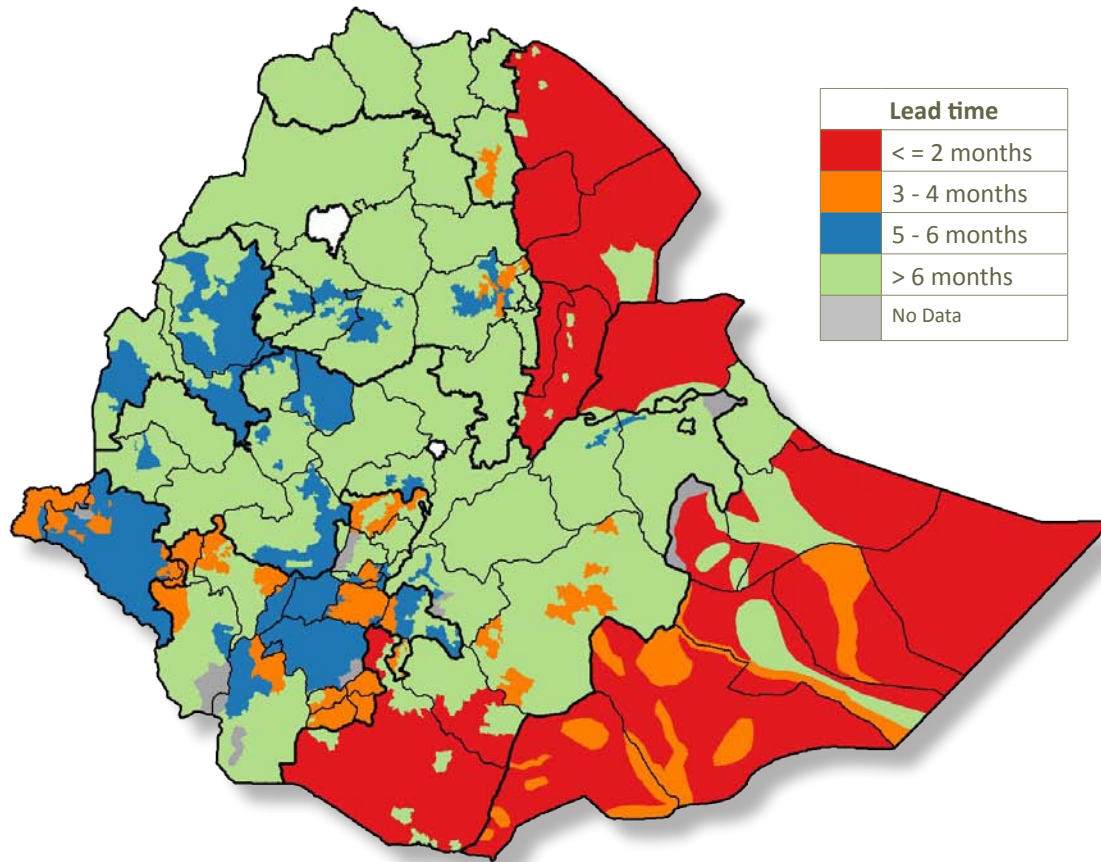 Lead time
< = 2 months
3 - 4 months
5 - 6 months
> 6 months
No Data